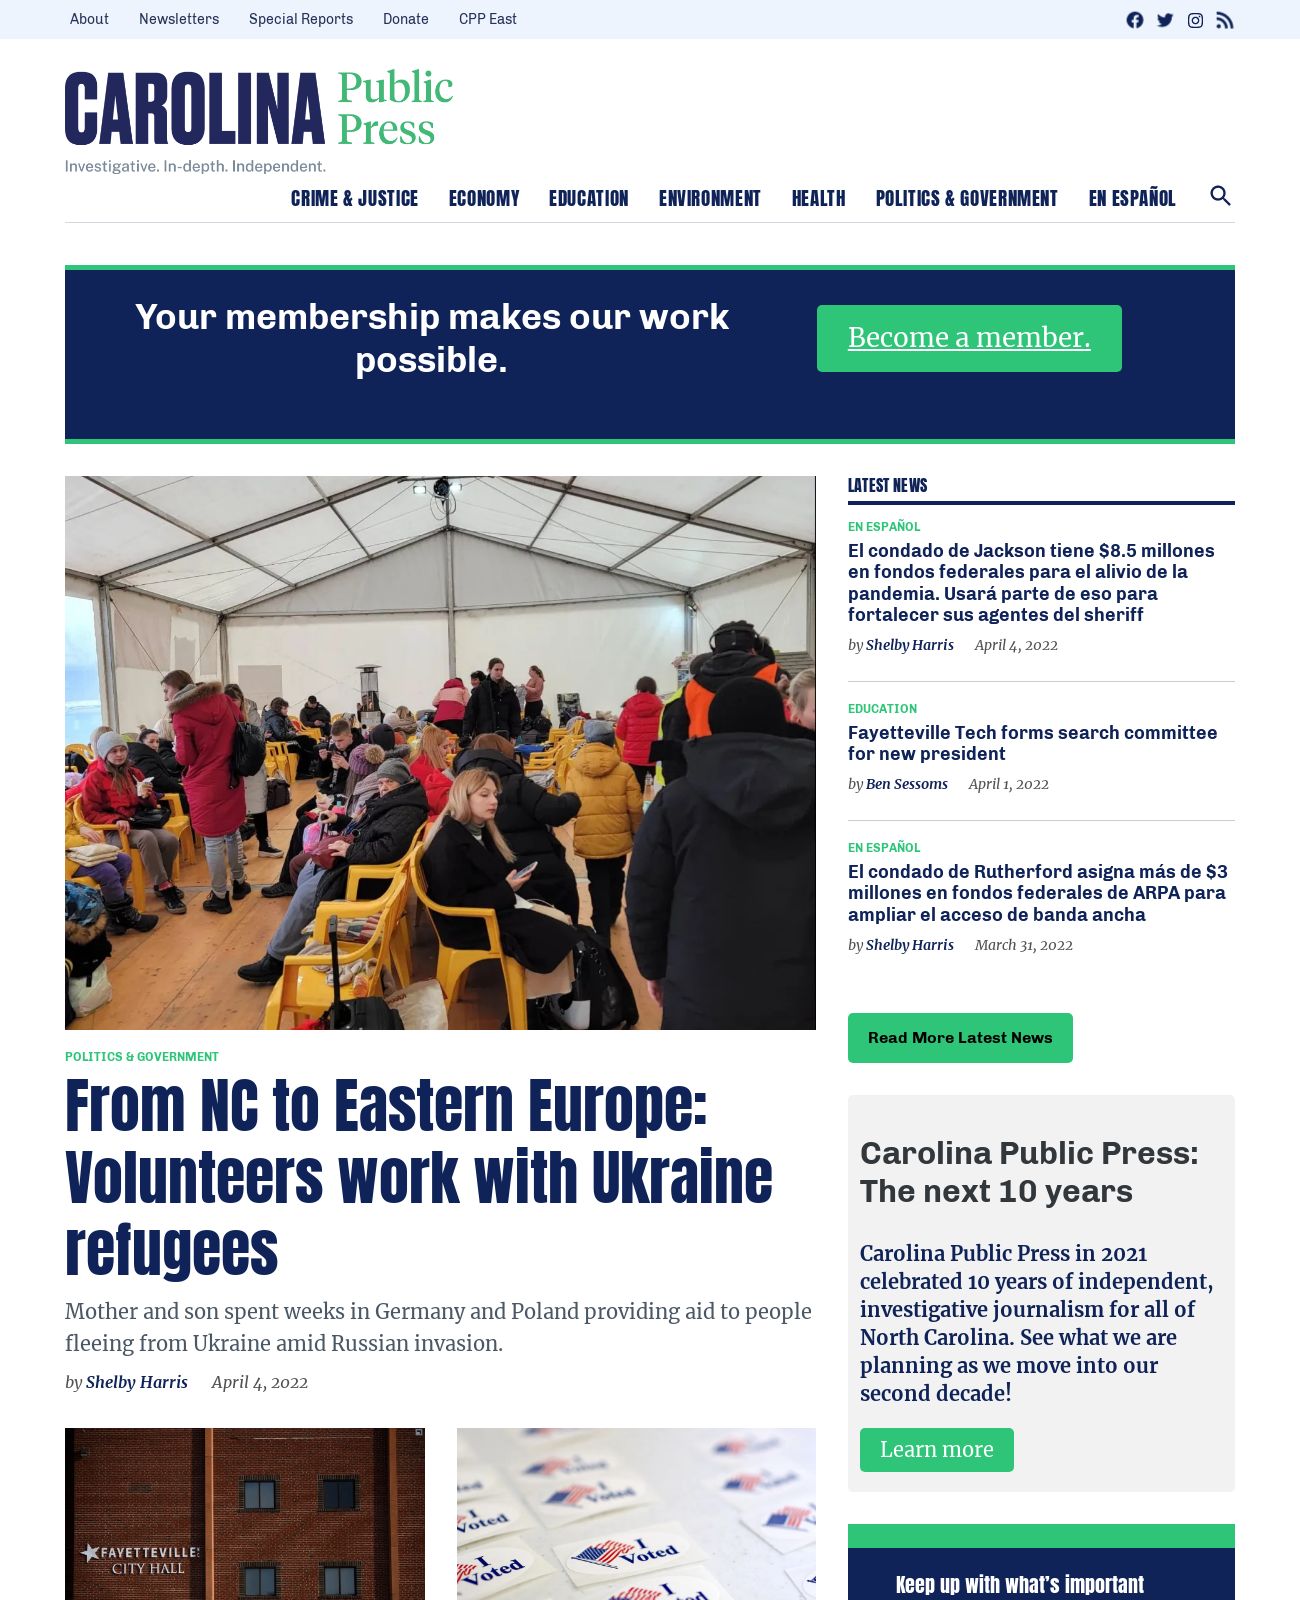 About Newsletters Special Reports Donate CPP East
CAROLINA Public Press
Investigative. In-depth. Independent.
CRIME & JUSTICE ECONOMY EDUCATION ENVIRONMENT HEALTH POLITICS & GOVERNMENT EN ESPAÑOL
Your membership makes our work
possible.
Become a member.
POLITICS & GOVERNMENT
From NC to Eastern Europe:
Volunteers work with Ukraine
refugees
Mother and son spent weeks in Germany and Poland providing aid to people
fleeing from Ukraine amid Russian invasion.
by Shelby Harris April 4, 2022
FAYETTEVILLE
CITY HALL
I Voted
I Voted
I Voted
LATEST NEWS
EN ESPAÑOL
El condado de Jackson tiene $8.5 millones
en fondos federales para el alivio de la
pandemia. Usará parte de eso para
fortalecer sus agentes del sheriff
by Shelby Harris April 4, 2022
EDUCATION
Fayetteville Tech forms search committee
for new president
by Ben Sessoms April 1, 2022
EN ESPAÑOL
El condado de Rutherford asigna más de $3
millones en fondos federales de ARPA para
ampliar el acceso de banda ancha
by Shelby Harris March 31, 2022
Read More Latest News
Carolina Public Press:
The next 10 years
Carolina Public Press in 2021
celebrated 10 years of independent,
investigative journalism for all of
North Carolina. See what we are
planning as we move into our
second decade!
Learn more
Keep up with what's important